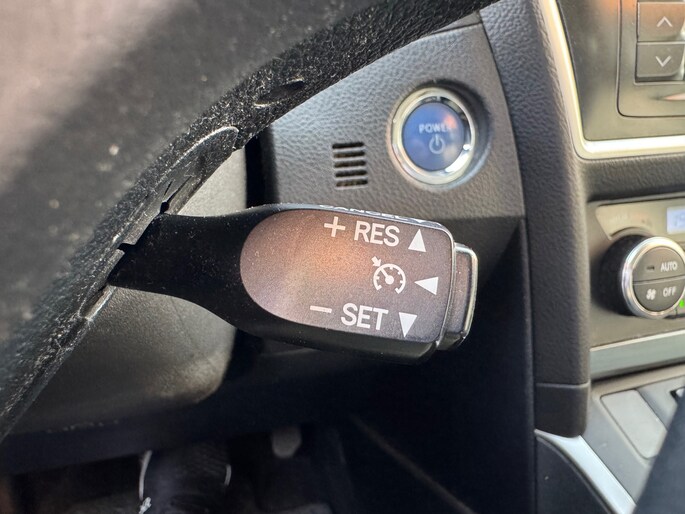 POWER
+ RES
- SET
AUTO
OFF